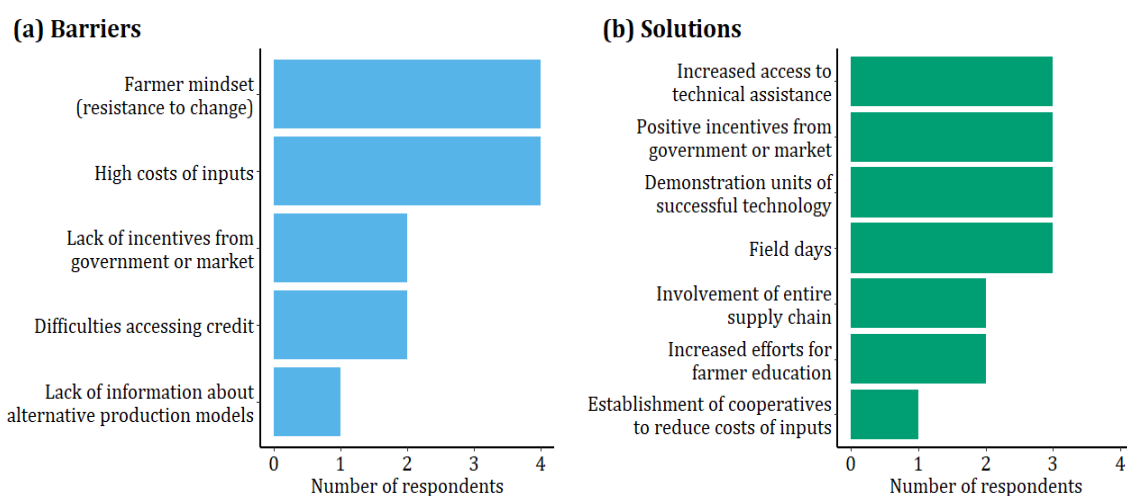 (a) Barriers
Farmer mindset
(resistance to change)
High costs of inputs
Lack of incentives from
government or market
Difficulties accessing credit
Lack of information about
alternative production models
0 1 2 3 4
Number of respondents
(b) Solutions
Increased access to
technical assistance
Positive incentives from
government or market
Demonstration units of
successful technology
Field days
Involvement of entire
supply chain
Increased efforts for
farmer education
Establishment of cooperatives
to reduce costs of inputs
0 1 2 3 4
Number of respondents